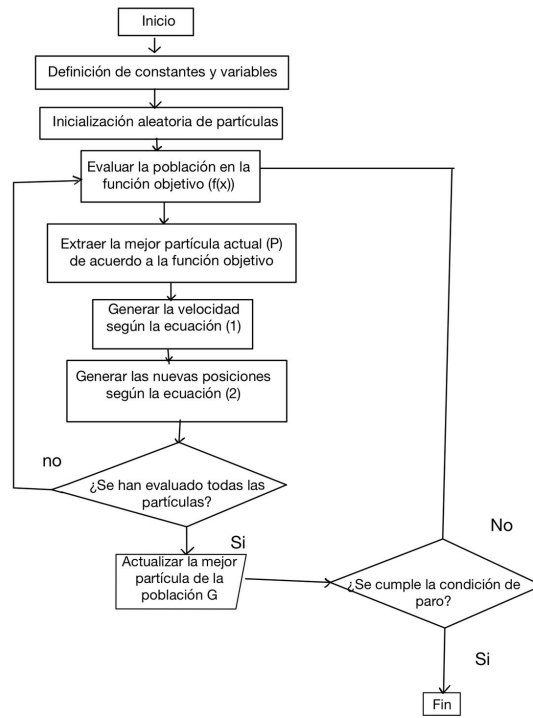 Inicio
Definición de constantes y variables
Inicialización aleatoria de partículas
Evaluar la población en la
función objetivo (f(x))
Extraer la mejor partícula actual (P)
de acuerdo a la función objetivo
Generar la velocidad
según la ecuación (1)
Generar las nuevas posiciones
según la ecuación (2)
no
¿Se han evaluado todas las
partículas?
Si
Actualizar la mejor
partícula de la
población G
No
¿Se cumple la condición de
paro?
Si
Fin